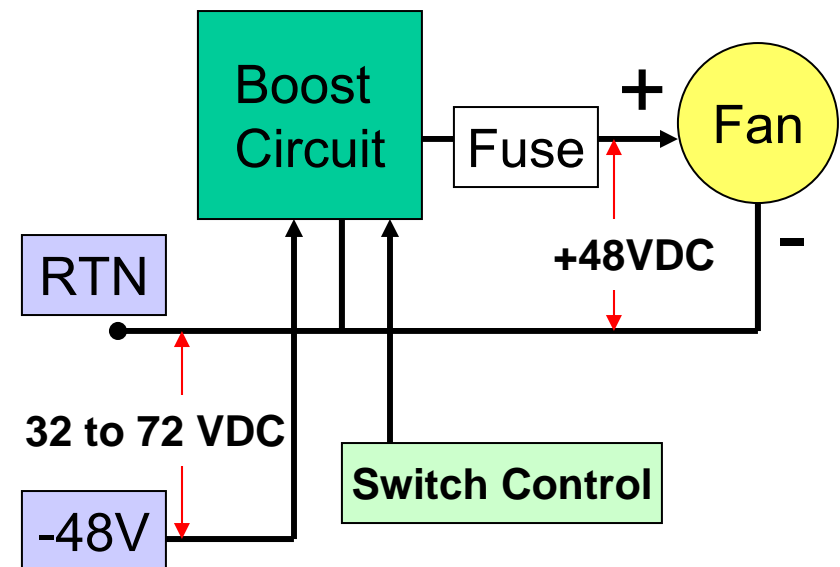 Boost
Circuit
Fuse
+
Fan
-
+48VDC
RTN
32 to 72 VDC
Switch Control
-48V